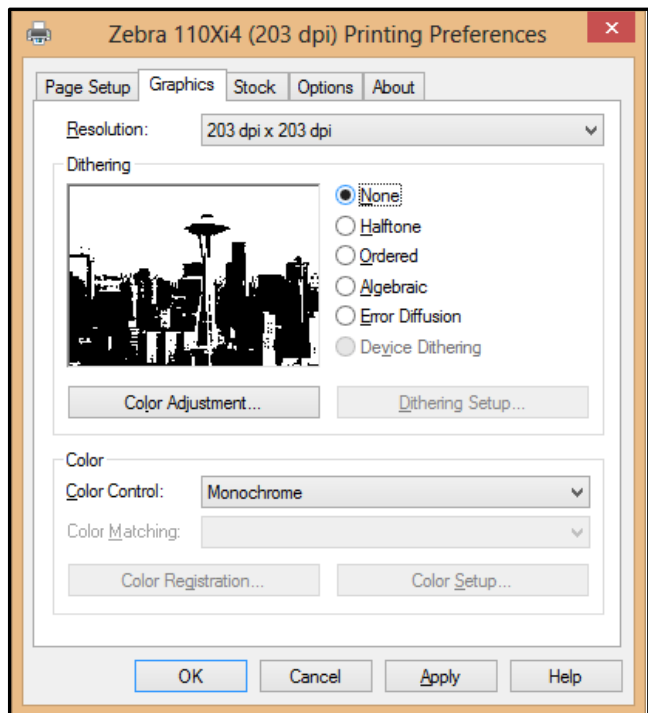 Zebra 110Xi4 (203 dpi) Printing Preferences
Page Setup Graphics Stock Options About
Resolution: 203 dpi x 203 dpi
Dithering
None
Halftone
Ordered
Algebraic
Error Diffusion
Device Dithering
Color Adjustment... Dithering Setup...
Color
Color Control: Monochrome
Color Matching:
Color Registration... Color Setup...
OK Cancel Apply Help